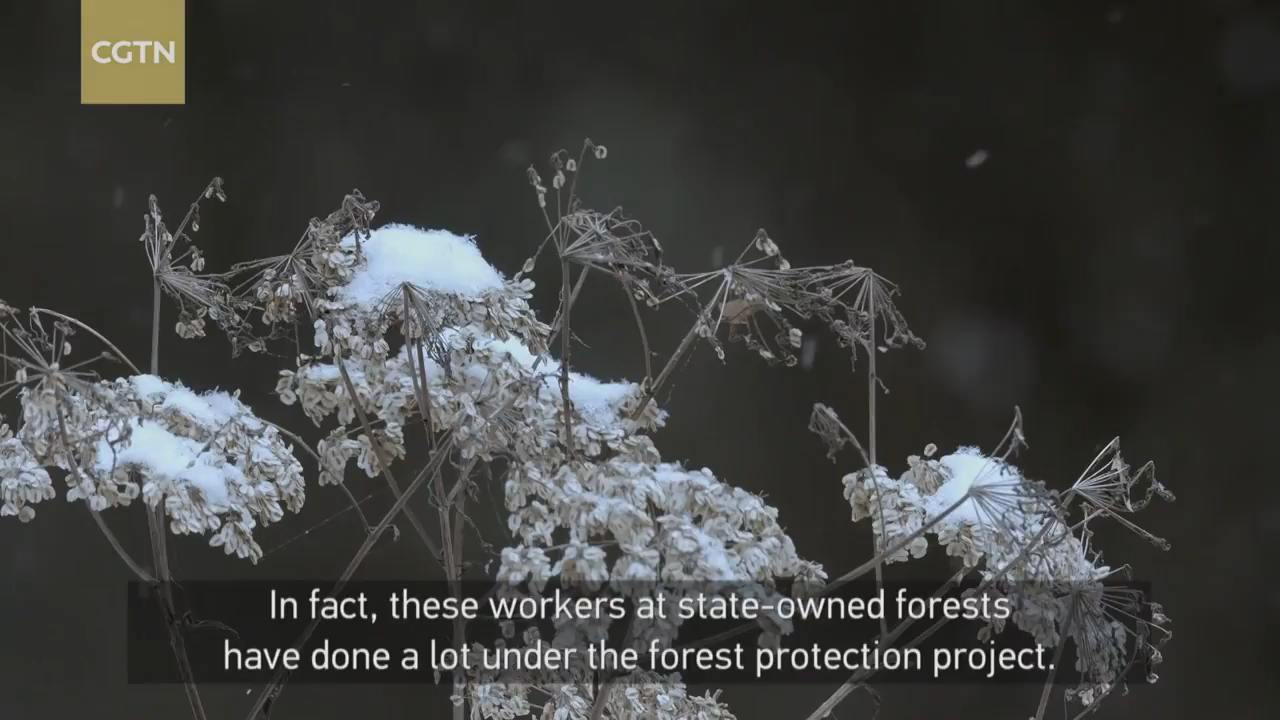 CGTN
In fact, these workers at state-owned forests
have done a lot under the forest protection project.